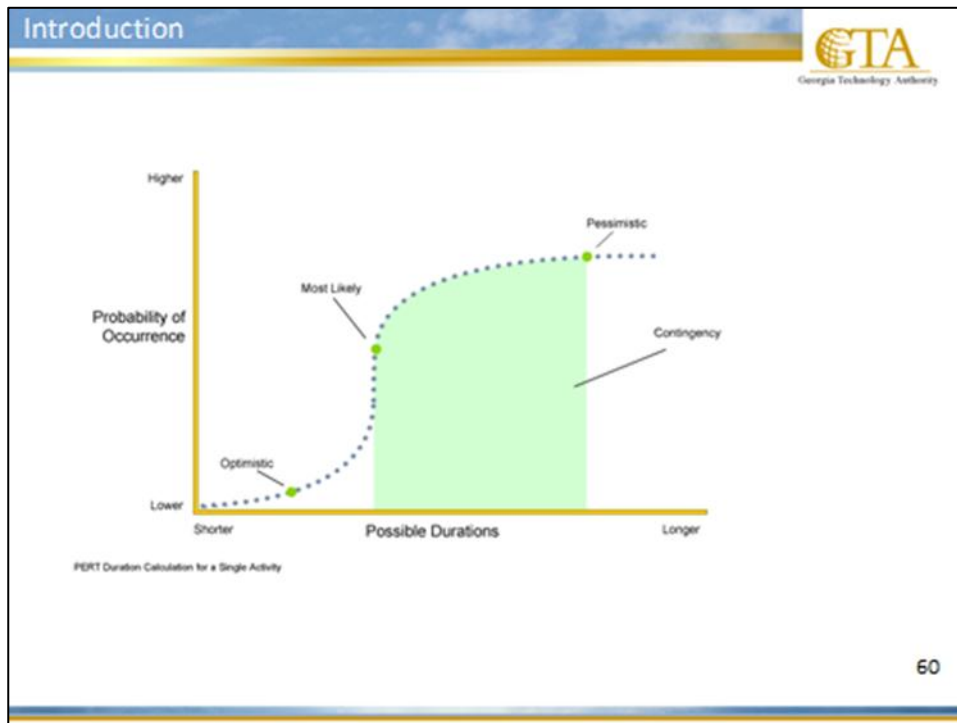 Introduction
GTA
Georgia Technology Authority
Higher
Pessimistic
Most Likely
Probability of
Occurrence
Contingency
Optimistic
Lower
Shorter
Possible Durations
Longer
PERT Duration Calculation for a Single Activity
60